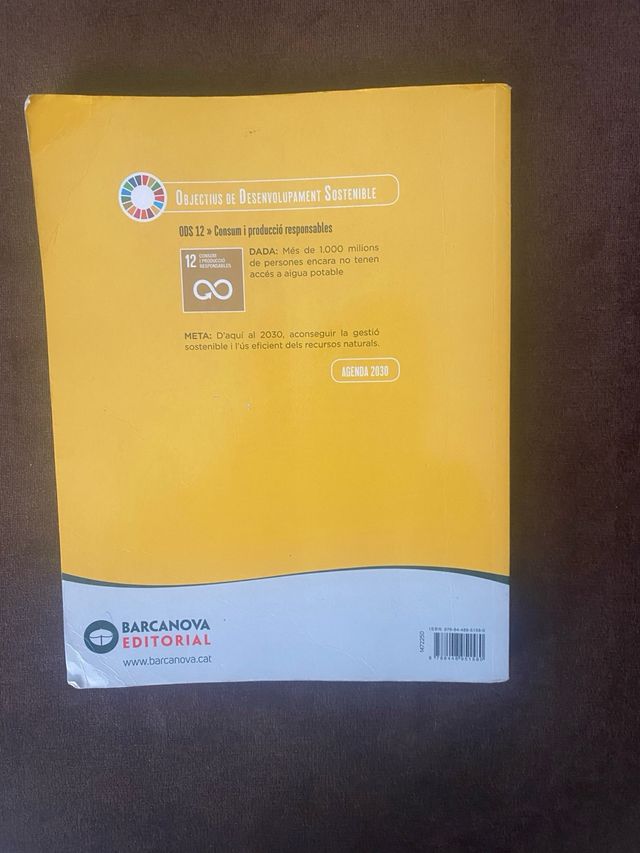 OBJECTIUS DE DESENVOLUPAMENT SOSTENIBLE
ODS 12 » Consum i producció responsables
12 CONSUM
I PRODUCCIÓ
RESPONSABLES
DADA: Més de 1.000 milions
de persones encara no tenen
accés a aigua potable
META: D'aquí al 2030, aconseguir la gestió
sostenible i l'ús eficient dels recursos naturals.
AGENDA 2030
BARCANOVA
EDITORIAL
www.barcanova.cat
1472250